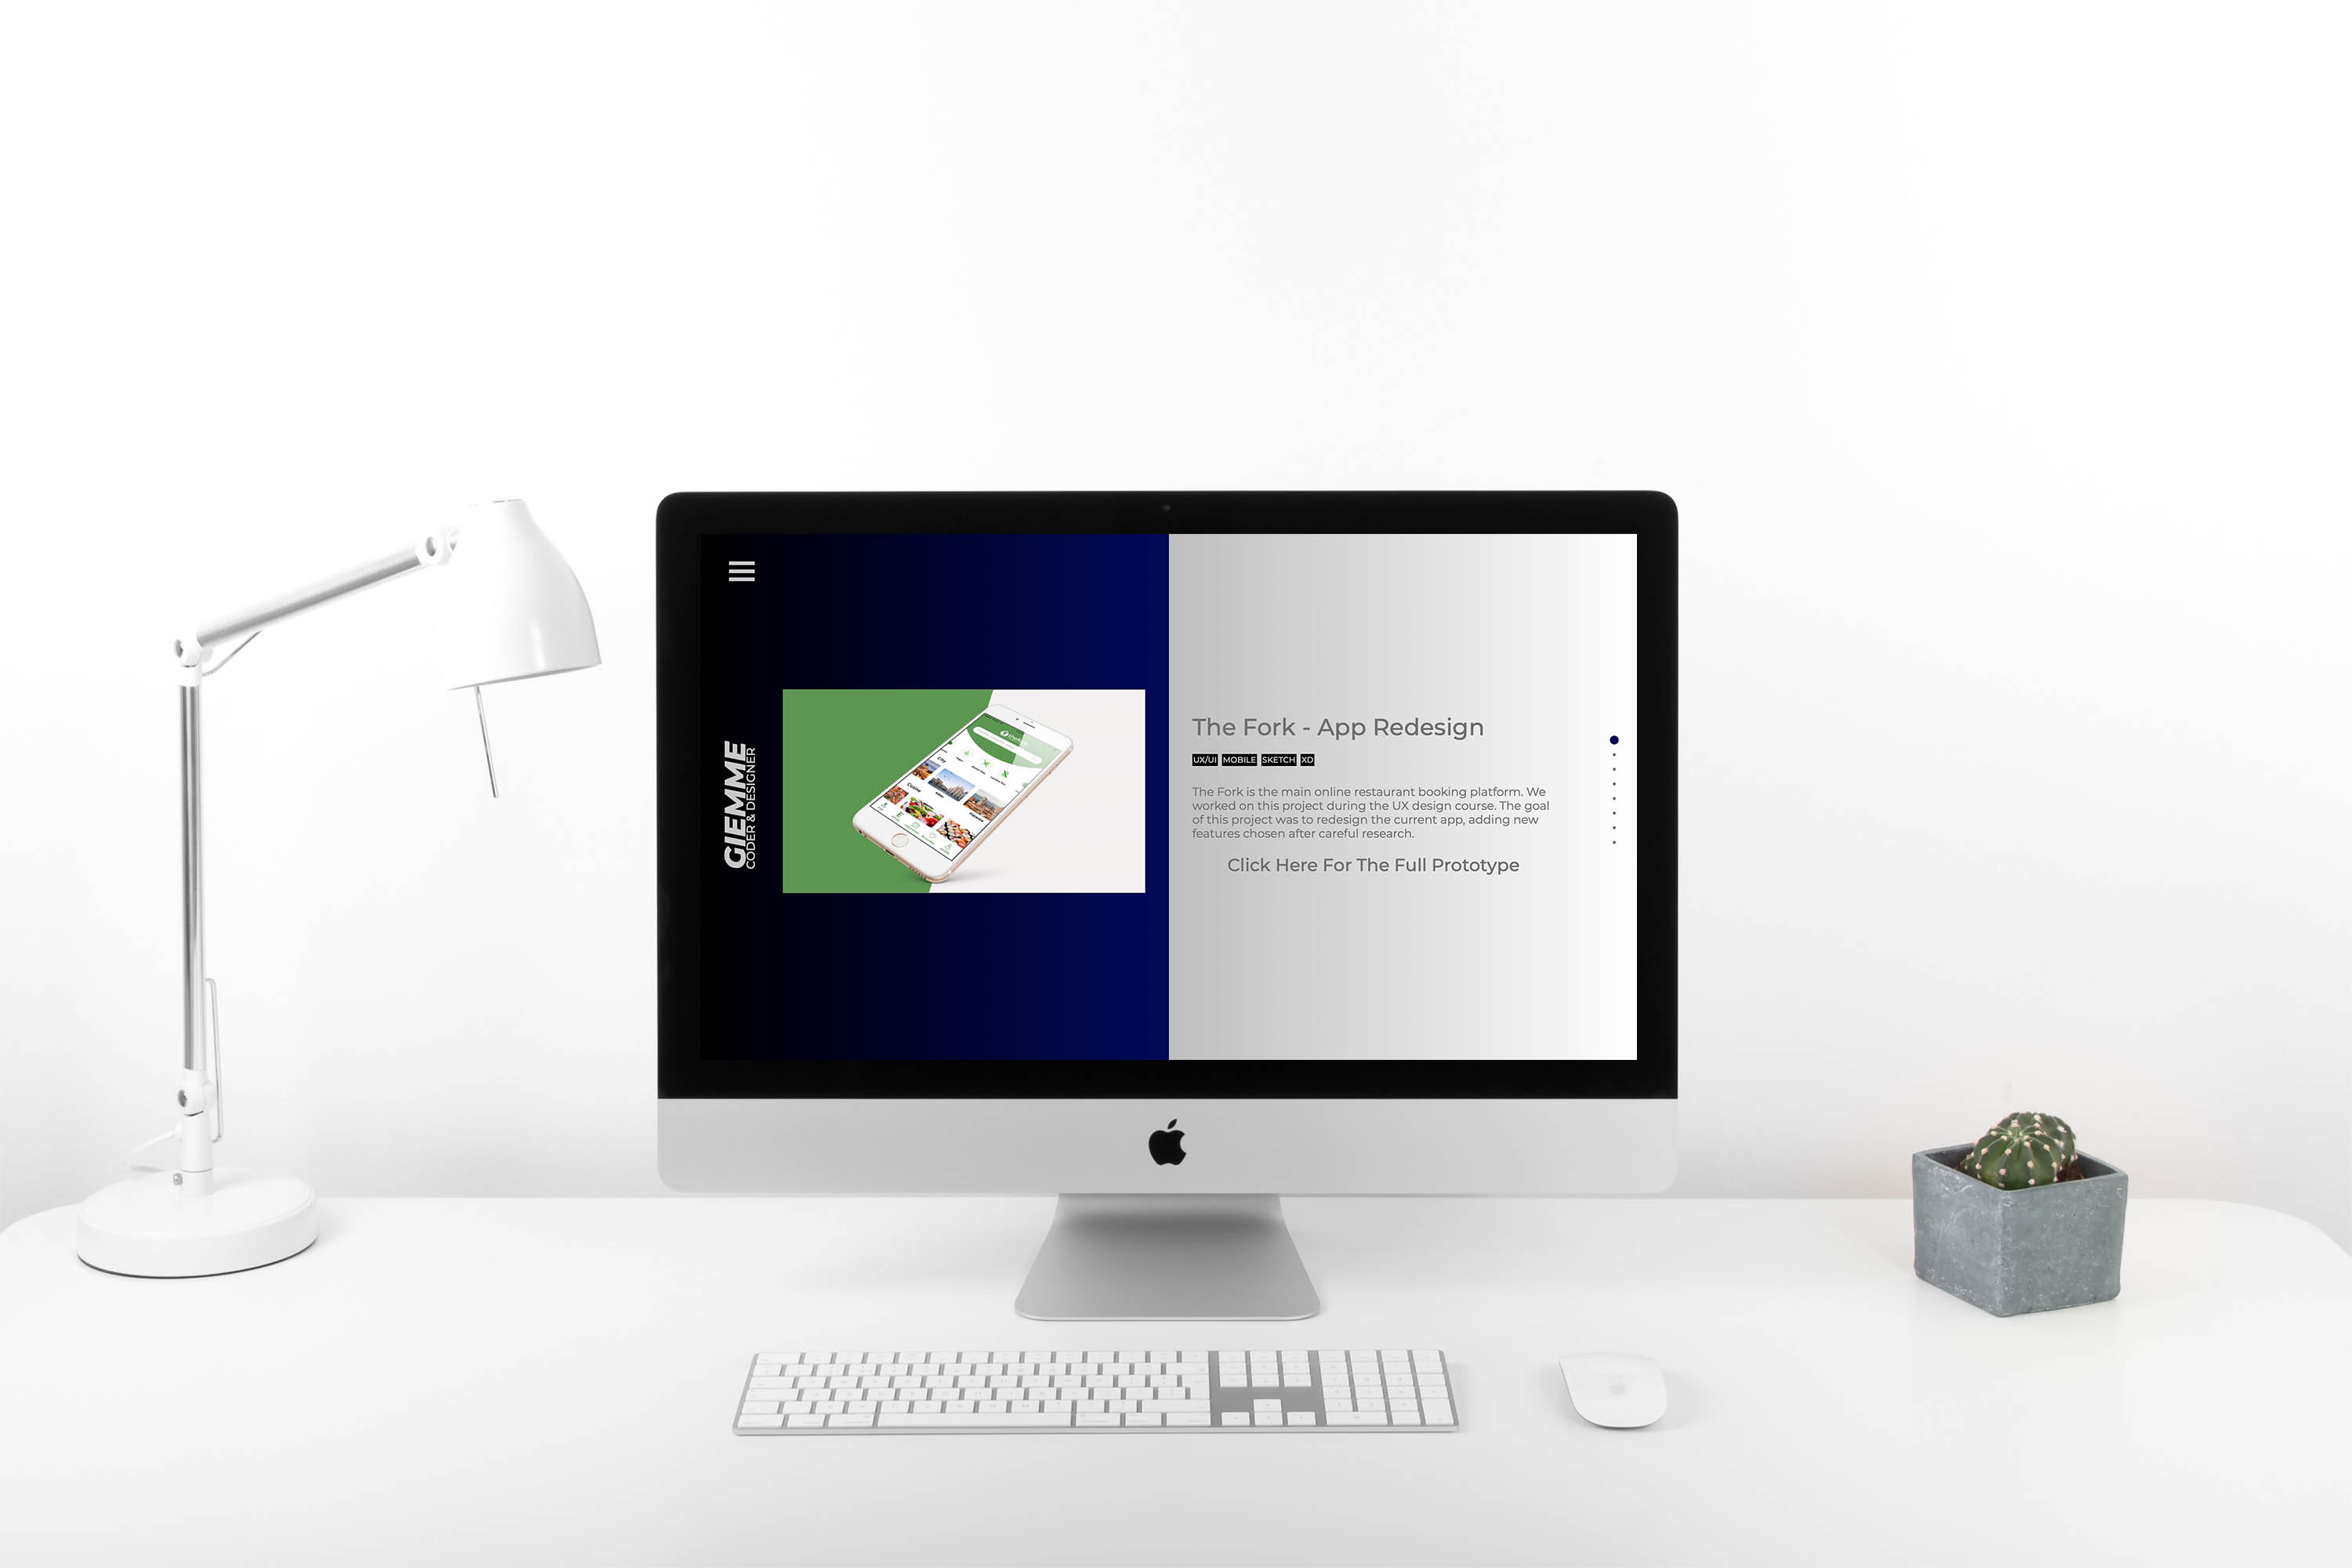 GIEMME
CODER & DESIGNER
City
Cuisine
The Fork - App Redesign
UX/UI MOBILE SKETCH XD
The Fork is the main online restaurant booking platform. We
worked on this project during the UX design course. The goal
of this project was to redesign the current app, adding new
features chosen after careful research.
Click Here For The Full Prototype